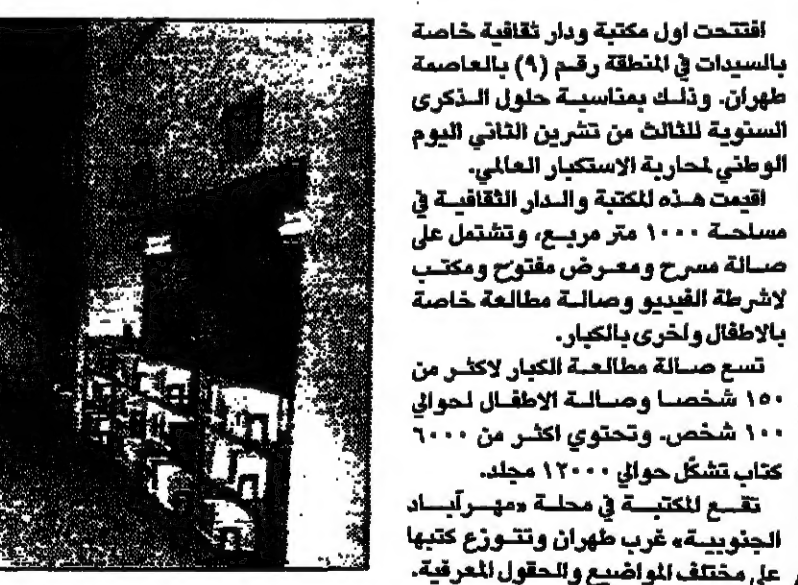 افتتحت اول مكتبة ودار ثقافية خاصة
بالسيدات في المنطقة رقم (٩) بالعاصمة
طهران. وذلك بمناسبة حلول الذكرى
السنوية للثالث من تشرين الثاني اليوم
الوطني لمحاربة الاستكبار العالمي.
اقيمت هذه المكتبة والدار الثقافية في
مساحة ١٠٠٠ متر مربع، وتشتمل على
صالة مسرح ومعرض مفتوح ومكتب
لاشرطة الفيديو وصالة مطالعة خاصة
بالاطفال واخرى بالكبار.
تسع صالة مطالعة الكبار لاكثر من
١٥٠ شخصا وصالة الاطفال لحوالي
١٠٠ شخص. وتحتوي اكثر من ٦٠٠٠
كتاب تشكّل حوالي ١٢٠٠٠ مجلد.
تقع المكتبة في محلة «مهرآباد
الجنوبية» غرب طهران وتتوزع كتبها
على مختلف المواضيع والحقول المعرفية.